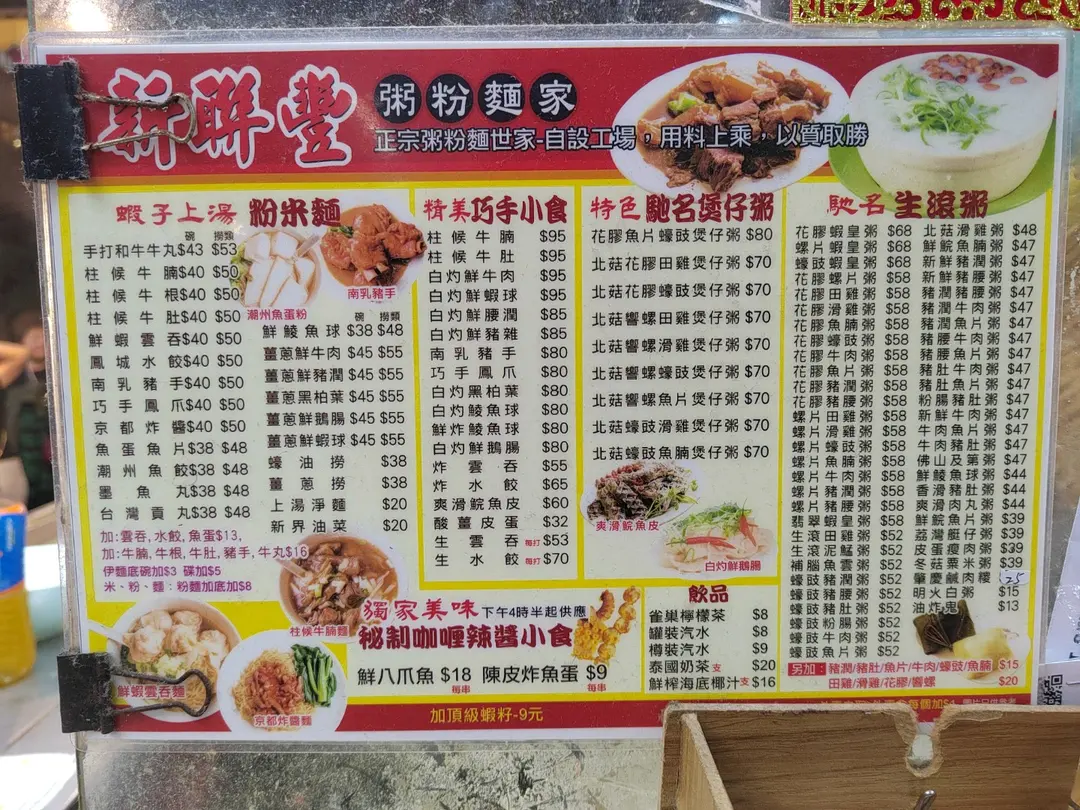 新聯豐 粥粉麵家
正宗粥粉麵世家-自設工場，用料上乘，以質取勝
蝦子上湯 粉米麵
碗 撈類
手打和牛牛丸$43 $53
柱候牛腩$40 $50
柱候牛根$40 $50
柱候牛肚$40 $50
鮮蝦雲吞$40 $50
鳳城水餃$40 $50
南乳豬手$40 $50
巧手鳳爪$40 $50
京都炸醬$40 $50
魚蛋魚片$38 $48
潮州魚餃$38 $48
墨魚丸$38 $48
台灣貢丸$38 $48
加:雲吞,水餃,魚蛋$13,
加:牛腩,牛根,牛肚,豬手,牛丸$16
伊麵底碗加$3 碟加$5
米、粉、麵：粉麵加底加$8
南乳豬手
潮州魚蛋粉
碗 撈類
鮮鯪魚球$38 $48
薑蔥鮮牛肉$45 $55
薑蔥鮮豬潤$45 $55
薑蔥黑柏葉$45 $55
薑蔥鮮鵝腸$45 $55
薑蔥鮮蝦球$45 $55
蠔油撈 $38
薑蔥撈 $38
上湯淨麵 $20
新界油菜 $20
柱候牛腩麵
鮮蝦雲吞麵
京都炸醬麵
精美巧手小食
柱候牛腩 $95
柱候牛肚 $95
白灼鮮牛肉 $95
白灼鮮蝦球 $95
白灼鮮腰潤 $85
白灼鮮豬雜 $85
南乳豬手 $80
巧手鳳爪 $80
白灼黑柏葉 $80
白灼鯪魚球 $80
鮮炸鯪魚球 $80
白灼鮮鵝腸 $80
炸雲吞 $55
炸水餃 $65
爽滑鯇魚皮 $60
酸薑皮蛋 $32
生雲吞 每打 $53
生水餃 每打 $70
特色馳名煲仔粥
花膠魚片蠔豉煲仔粥 $80
北菇花膠田雞煲仔粥 $70
北菇花膠蠔豉煲仔粥 $70
北菇響螺田雞煲仔粥 $70
北菇響螺滑雞煲仔粥 $70
北菇響螺蠔豉煲仔粥 $70
北菇響螺魚片煲仔粥 $70
北菇蠔豉滑雞煲仔粥 $70
北菇蠔豉魚腩煲仔粥 $70
爽滑鯇魚皮
白灼鮮鵝腸
馳名生滾粥
花膠蝦皇粥 $68
螺片蝦皇粥 $68
蠔豉蝦皇粥 $68
花膠螺片粥 $58
花膠田雞粥 $58
花膠滑雞粥 $58
花膠魚腩粥 $58
花膠蠔豉粥 $58
花膠牛肉粥 $58
花膠豬潤粥 $58
花膠豬腰粥 $58
螺片田雞粥 $58
螺片滑雞粥 $58
螺片蠔豉粥 $58
螺片魚腩粥 $58
螺片牛肉粥 $58
螺片豬潤粥 $58
螺片豬腰粥 $58
翡翠蝦皇粥 $58
生滾田雞粥 $52
生滾泥鯭粥 $52
補腦魚雲粥 $52
蠔豉豬潤粥 $52
蠔豉豬腰粥 $52
蠔豉豬肚粥 $52
蠔豉粉腸粥 $52
蠔豉牛肉粥 $52
蠔豉魚片粥 $52
北菇滑雞粥 $48
鮮鯇魚腩粥 $47
新鮮豬潤粥 $47
新鮮豬腰粥 $47
豬潤豬腰粥 $47
豬潤牛肉粥 $47
豬潤魚片粥 $47
豬腰牛肉粥 $47
豬腰魚片粥 $47
豬肚牛肉粥 $47
豬肚魚片粥 $47
粉腸豬肚粥 $47
新鮮牛肉粥 $47
牛肉魚片粥 $47
牛肉豬肚粥 $47
佛山及第粥 $47
鮮鯪魚球粥 $44
香滑豬肚粥 $44
爽滑肉丸粥 $44
鮮鯇魚片粥 $39
荔灣艇仔粥 $39
皮蛋瘦肉粥 $39
冬菇粟米粥 $39
肇慶鹹肉糭 25
明火白粥 $15
油炸鬼 $13
另加：豬潤/豬肚/魚片/牛肉/蠔豉/魚腩 $15
田雞/滑雞/花膠/響螺 $20
獨家美味 下午4時半起供應
秘制咖喱辣醬小食
鮮八爪魚 $18 每串 陳皮炸魚蛋 $9 每串
飲品
雀巢檸檬茶 $8
罐裝汽水 $8
樽裝汽水 $9
泰國奶茶支 $20
鮮榨海底椰汁支 $16
加頂級蝦籽-9元